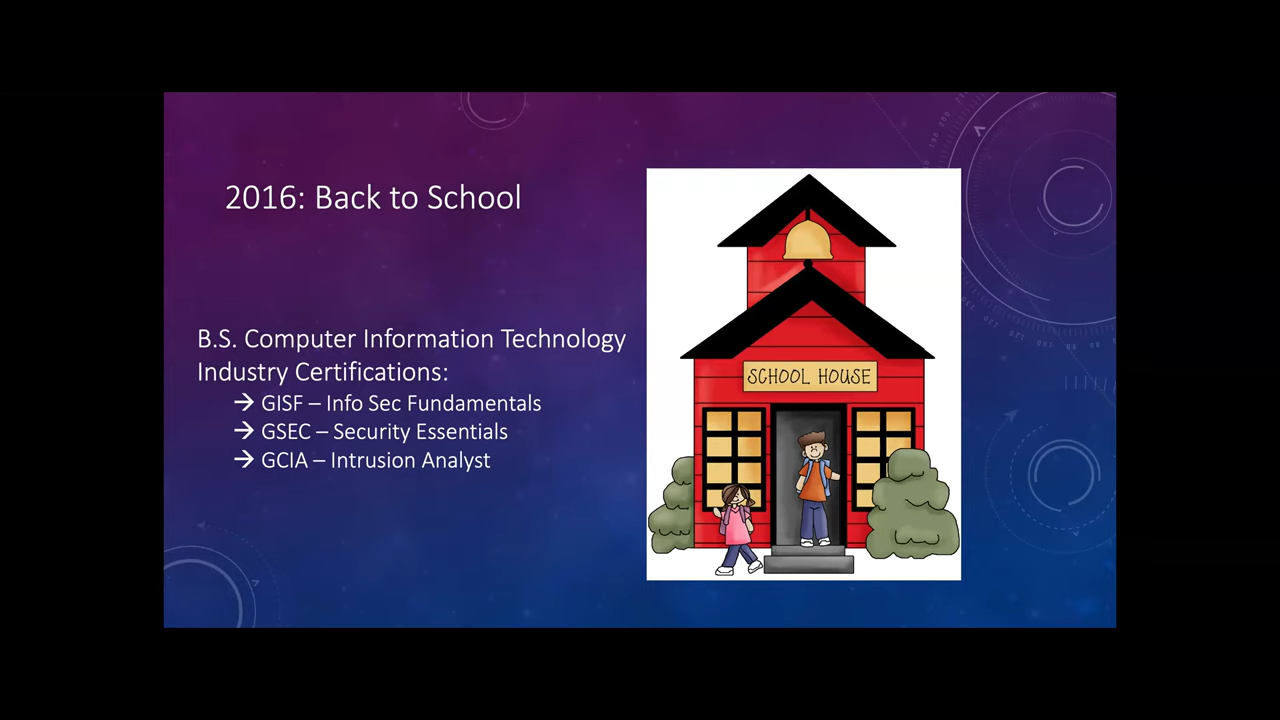 2016: Back to School
B.S. Computer Information Technology
Industry Certifications:
→ GISF – Info Sec Fundamentals
→ GSEC – Security Essentials
→ GCIA – Intrusion Analyst
SCHOOL HOUSE